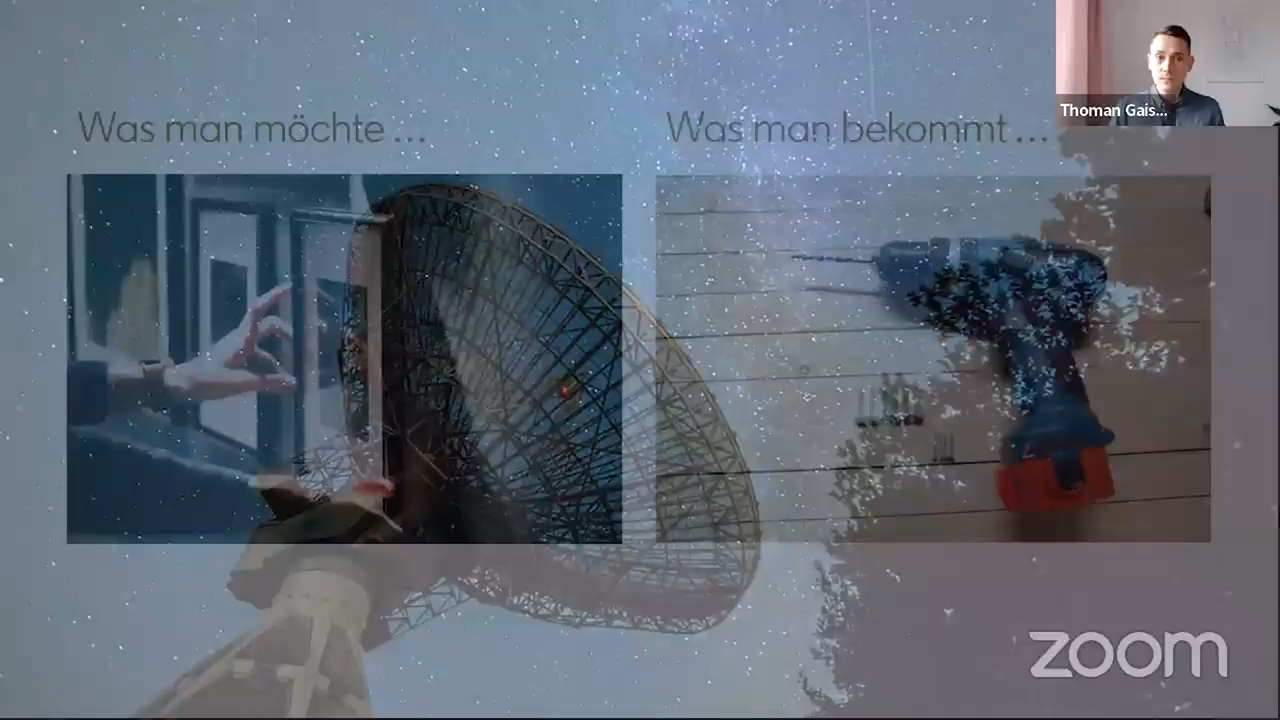 Was man möchte ...
Was man bekommt ...
Thoman Gais...
zoom